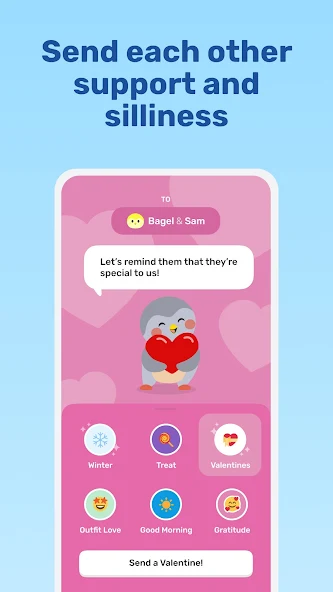 Send each other
support and
silliness
TO
Bagel & Sam
Let's remind them that they're
special to us!
Winter
Treat
Valentines
Outfit Love
Good Morning
Gratitude
Send a Valentine!